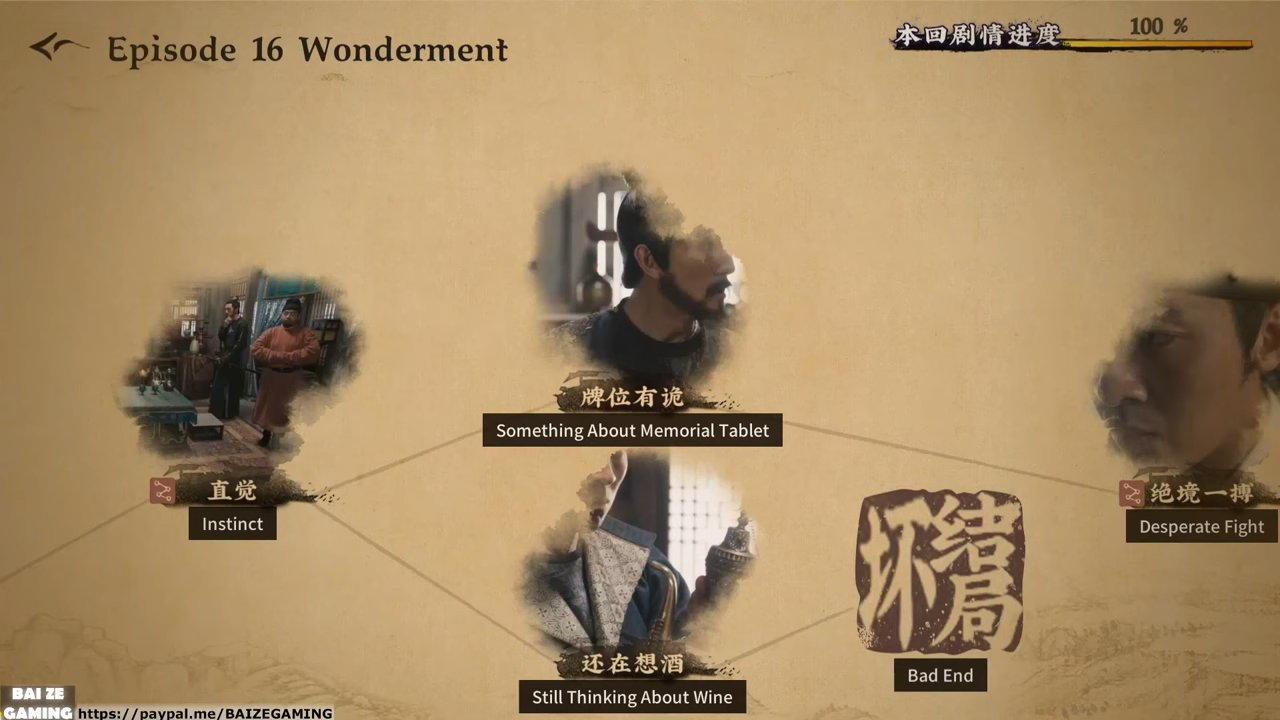 Episode 16 Wonderment
本回剧情进度
100 %
牌位有诡
Something About Memorial Tablet
直觉
Instinct
绝境一搏
Desperate Fight
坏结局
Bad End
还在想酒
Still Thinking About Wine
BAI ZE
GAMING https://paypal.me/BAIZEGAMING